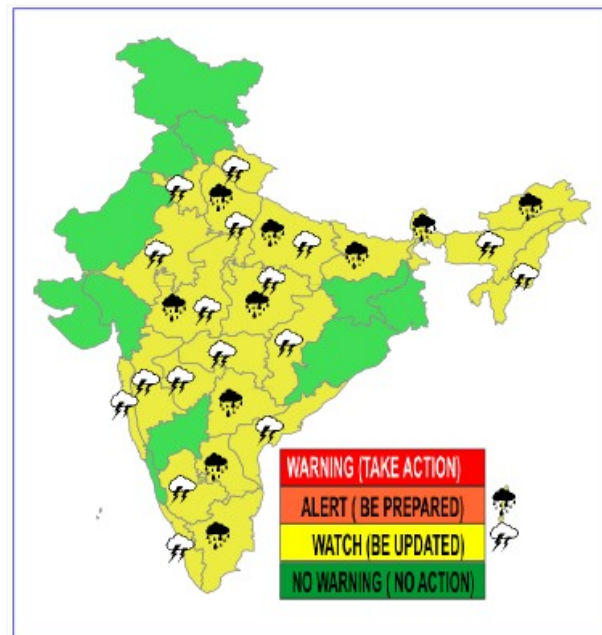 WARNING (TAKE ACTION)
ALERT ( BE PREPARED)
WATCH (BE UPDATED)
NO WARNING ( NO ACTION)